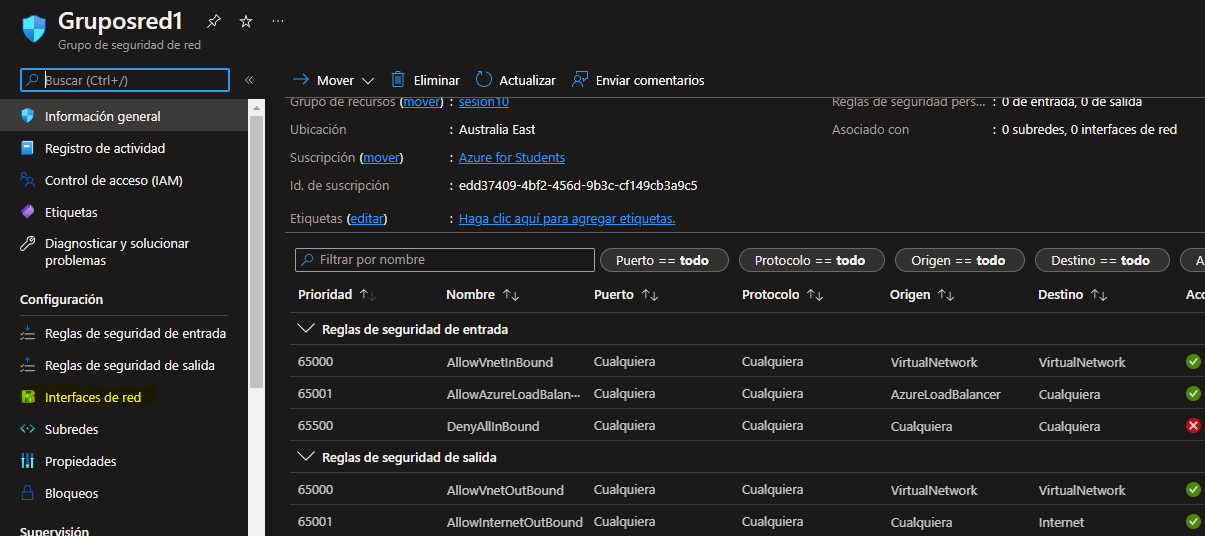 Gruposred1
Grupo de seguridad de red
Buscar (Ctrl+/)
Información general
Registro de actividad
Control de acceso (IAM)
Etiquetas
Diagnosticar y solucionar
problemas
Configuración
Reglas de seguridad de entrada
Reglas de seguridad de salida
Interfaces de red
Subredes
Propiedades
Bloqueos
Supervisión
Mover Eliminar Actualizar Enviar comentarios
Grupo de recursos (mover) : sesion10
Ubicación : Australia East
Suscripción (mover) : Azure for Students
Id. de suscripción : edd37409-4bf2-456d-9b3c-cf149cb3a9c5
Etiquetas (editar) : Haga clic aquí para agregar etiquetas.
Reglas de seguridad pers... : 0 de entrada, 0 de salida
Asociado con : 0 subredes, 0 interfaces de red
Filtrar por nombre Puerto == todo Protocolo == todo Origen == todo Destino == todo A
Prioridad Nombre Puerto Protocolo Origen Destino Acc
Reglas de seguridad de entrada
65000 AllowVnetInBound Cualquiera Cualquiera VirtualNetwork VirtualNetwork
65001 AllowAzureLoadBalan... Cualquiera Cualquiera AzureLoadBalancer Cualquiera
65500 DenyAllInBound Cualquiera Cualquiera Cualquiera Cualquiera
Reglas de seguridad de salida
65000 AllowVnetOutBound Cualquiera Cualquiera VirtualNetwork VirtualNetwork
65001 AllowInternetOutBound Cualquiera Cualquiera Cualquiera Internet